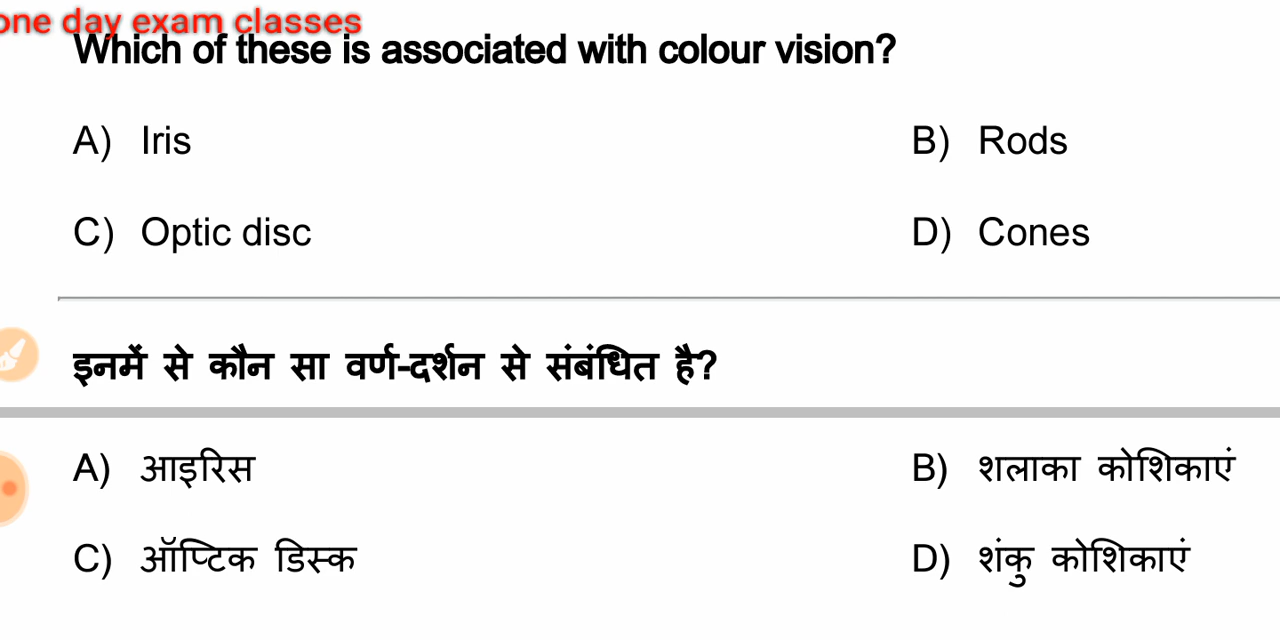 one day exam classes
Which of these is associated with colour vision?
A) Iris B) Rods
C) Optic disc D) Cones
इनमें से कौन सा वर्ण-दर्शन से संबंधित है?
A) आइरिस B) शलाका कोशिकाएं
C) ऑप्टिक डिस्क D) शंकु कोशिकाएं